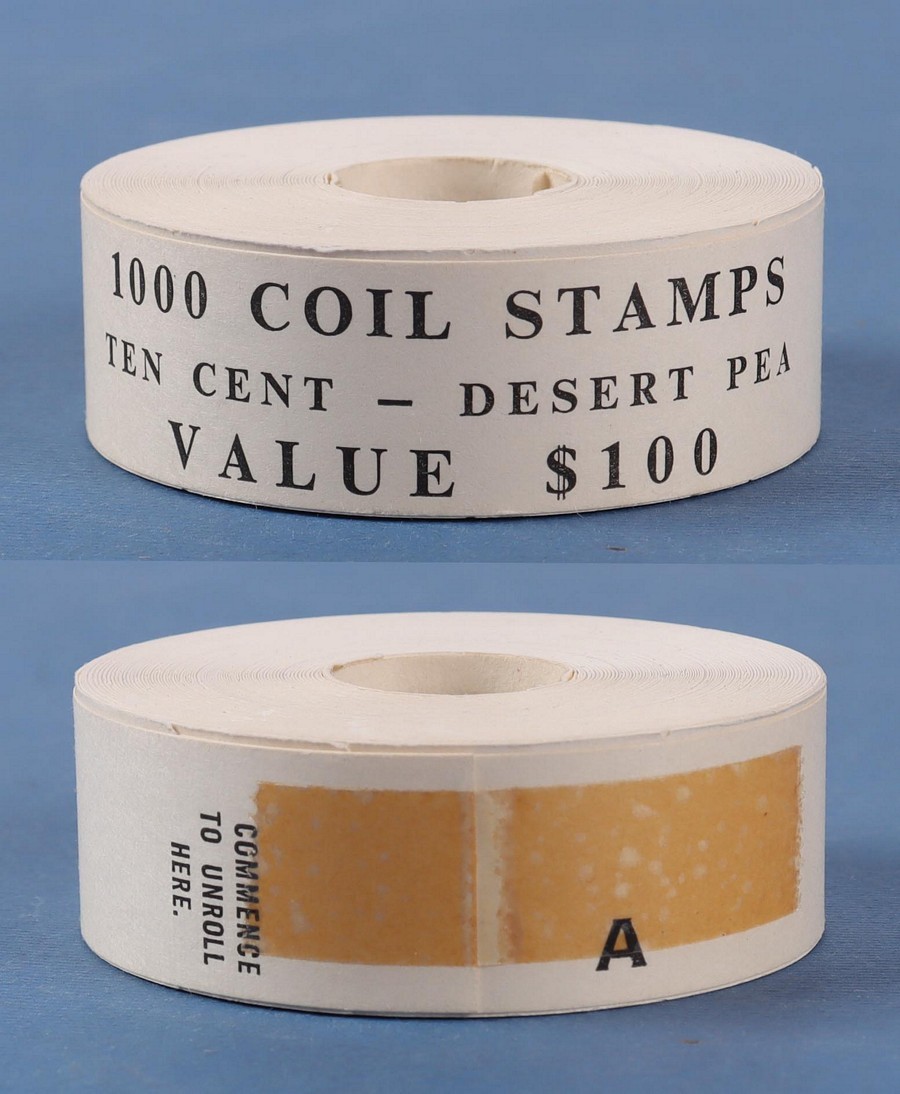 1000 COIL STAMPS
TEN CENT – DESERT PEA
VALUE $100
COMMENCE
TO UNROLL
HERE.
A